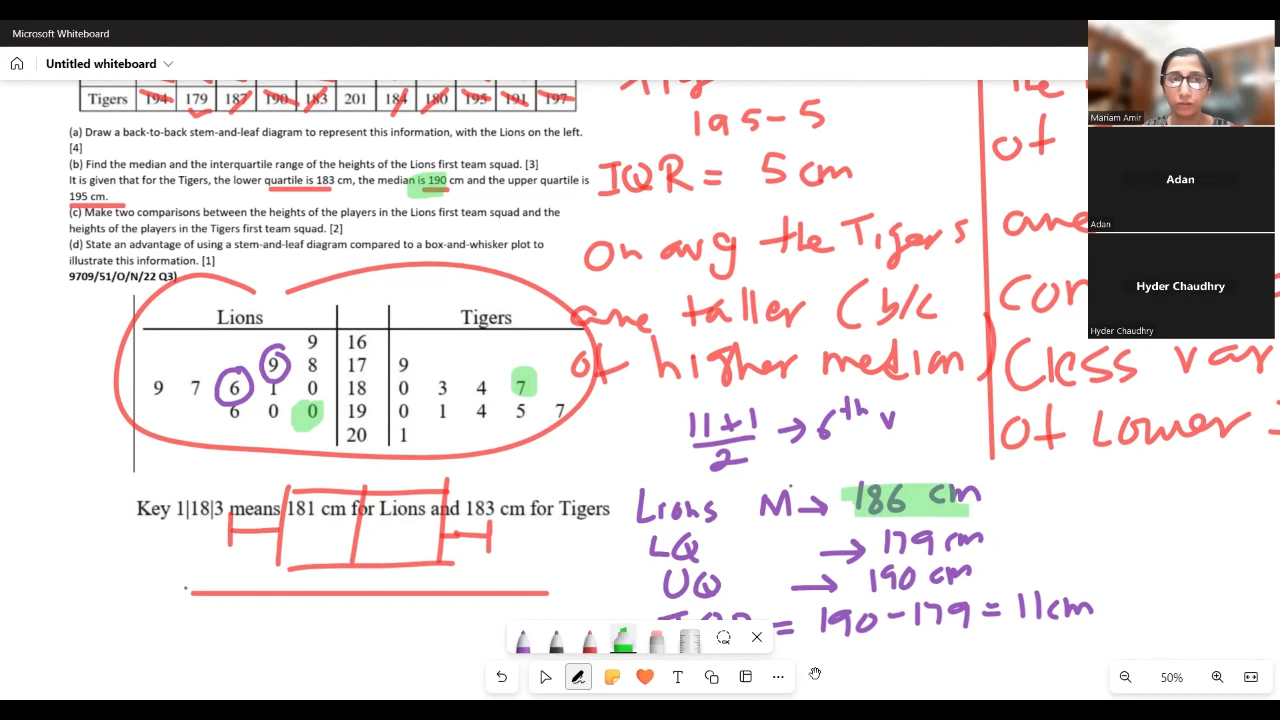 Microsoft Whiteboard
Untitled whiteboard
Tigers 194 179 187 190 183 201 184 180 195 191 197
(a) Draw a back-to-back stem-and-leaf diagram to represent this information, with the Lions on the left.
[4]
(b) Find the median and the interquartile range of the heights of the Lions first team squad. [3]
It is given that for the Tigers, the lower quartile is 183 cm, the median is 190 cm and the upper quartile is
195 cm.
(c) Make two comparisons between the heights of the players in the Lions first team squad and the
heights of the players in the Tigers first team squad. [2]
(d) State an advantage of using a stem-and-leaf diagram compared to a box-and-whisker plot to
illustrate this information. [1]
9709/51/O/N/22 Q3)
Lions Tigers
9 16
9 8 17 9
9 7 6 1 0 18 0 3 4 7
6 0 0 19 0 1 4 5 7
20 1
Key 1|18|3 means 181 cm for Lions and 183 cm for Tigers
195-5
IQR = 5 cm
on avg the Tigers
are taller (b/c
of higher median)
11+1
2
→ 6th v
Lions M → 186 cm
LQ → 179 cm
UQ → 190 cm
= 190-179 = 11cm
of
(less var
of lower
Mariam Amir
Adan
Adan
Hyder Chaudhry
Hyder Chaudhry
50%